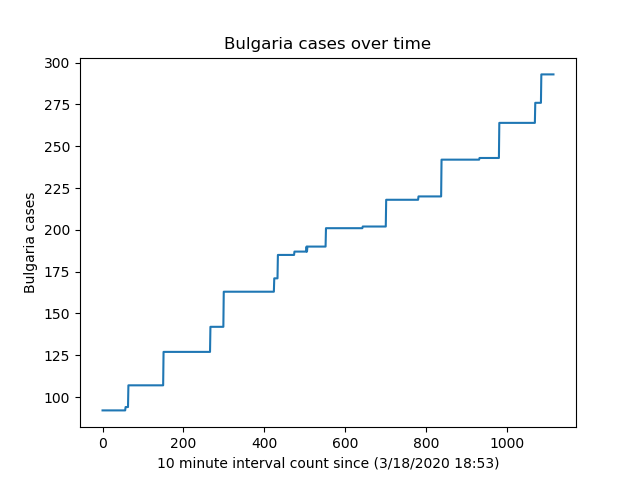 Bulgaria cases over time
Bulgaria cases
300
275
250
225
200
175
150
125
100
0 200 400 600 800 1000
10 minute interval count since (3/18/2020 18:53)